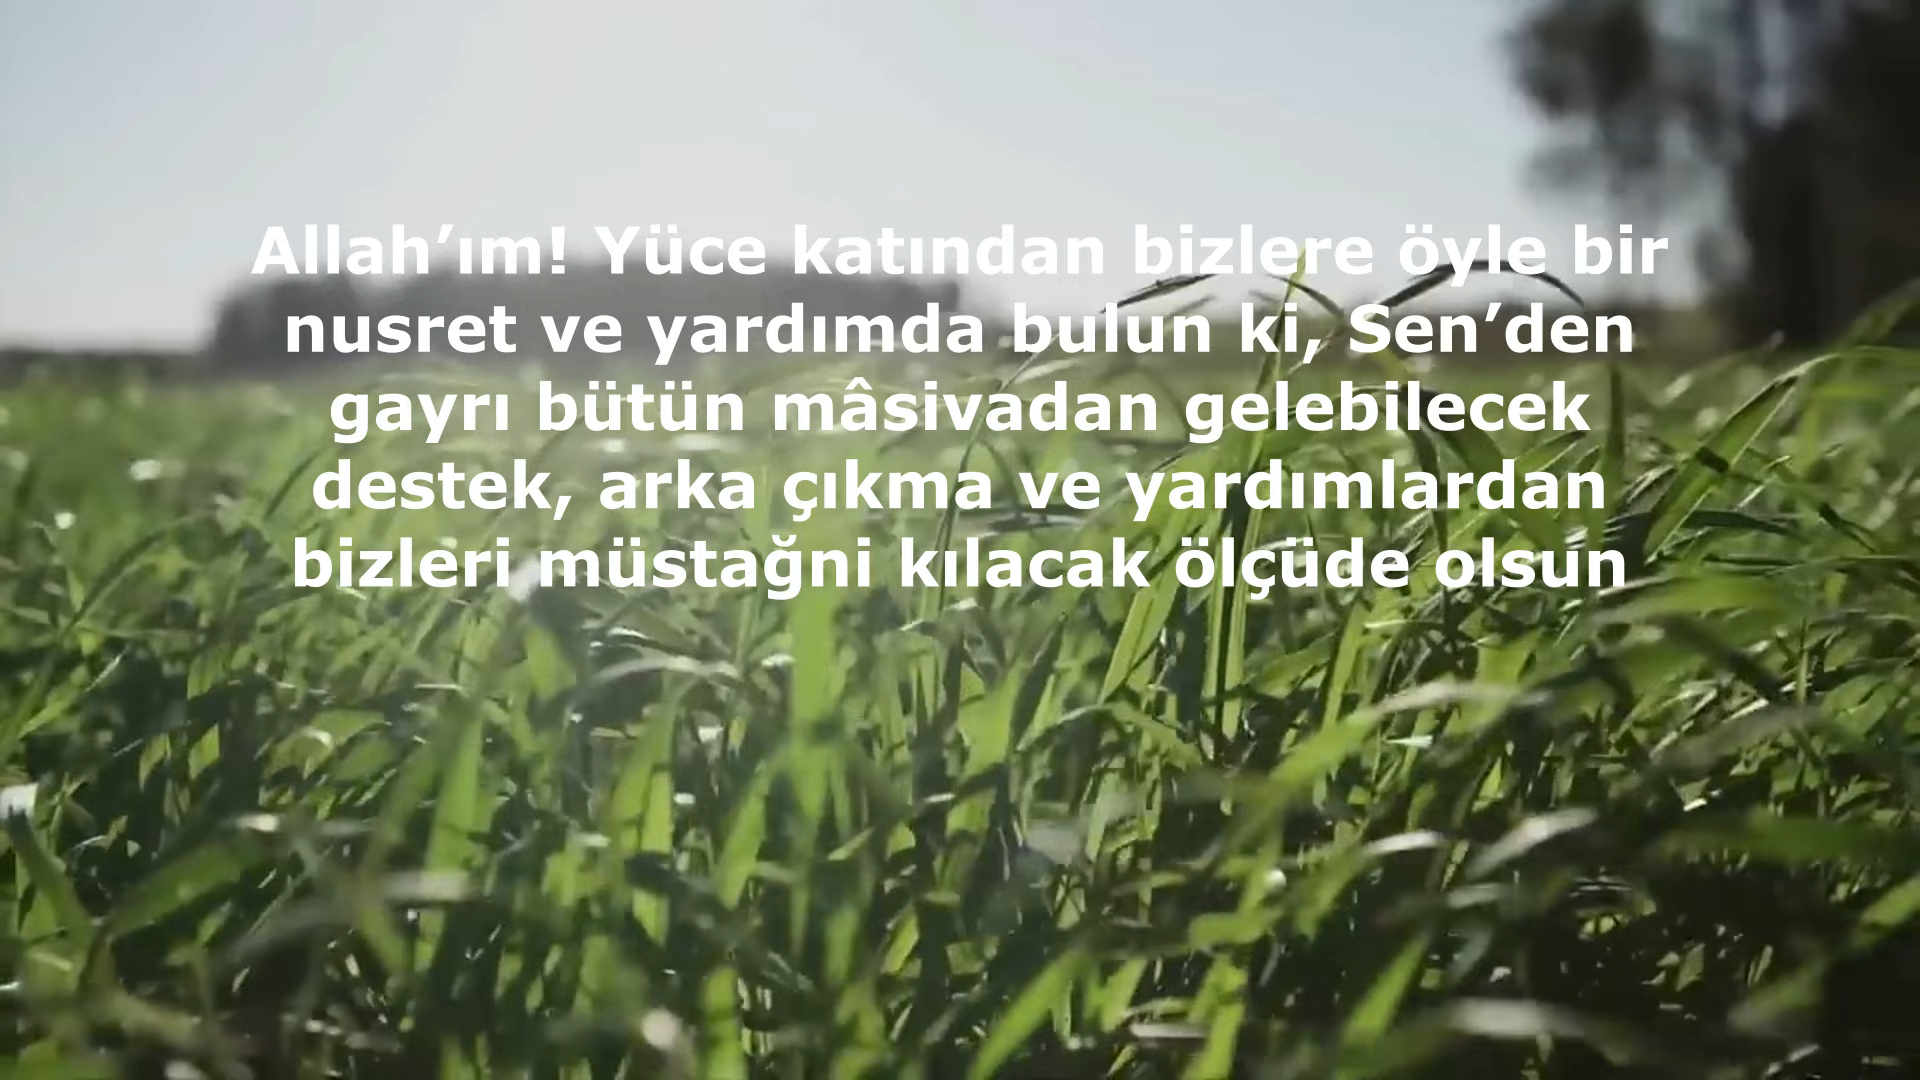 Allah’ım! Yüce katından bizlere öyle bir
nusret ve yardımda bulun ki, Sen’den
gayrı bütün mâsivadan gelebilecek
destek, arka çıkma ve yardımlardan
bizleri müstağni kılacak ölçüde olsun